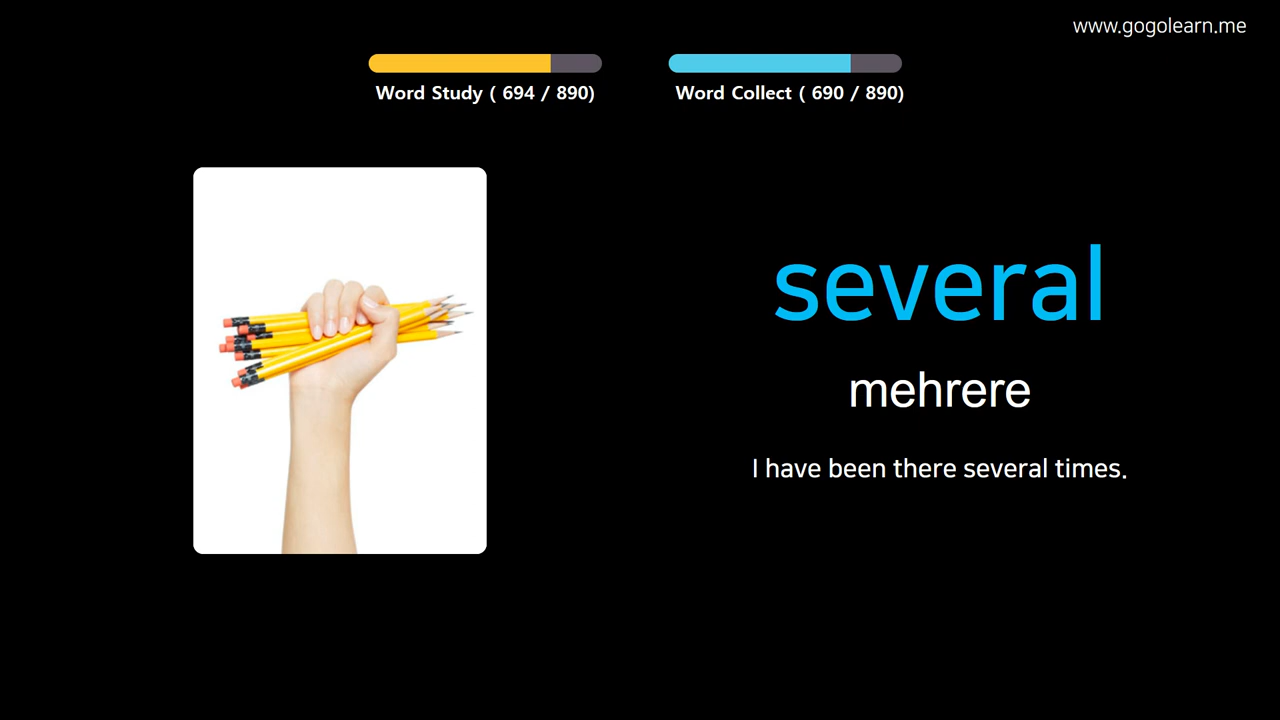 www.gogolearn.me
Word Study ( 694 / 890)
Word Collect ( 690 / 890)
several
mehrere
I have been there several times.